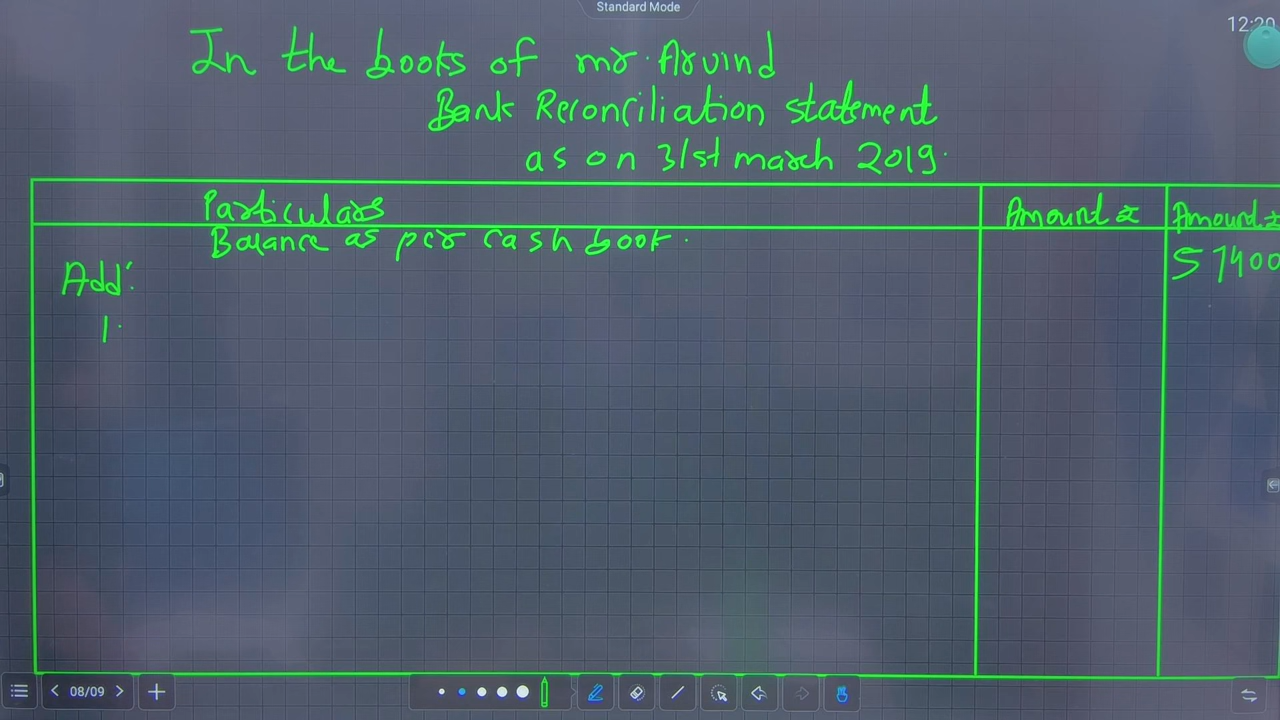 Standard Mode
12:20
In the books of mr. Arvind
Bank Reconciliation statement
as on 31st march 2019.
Particulars Amount ₹ Amount ₹
Balance as per cash book. 57400
Add:
1.
08/09